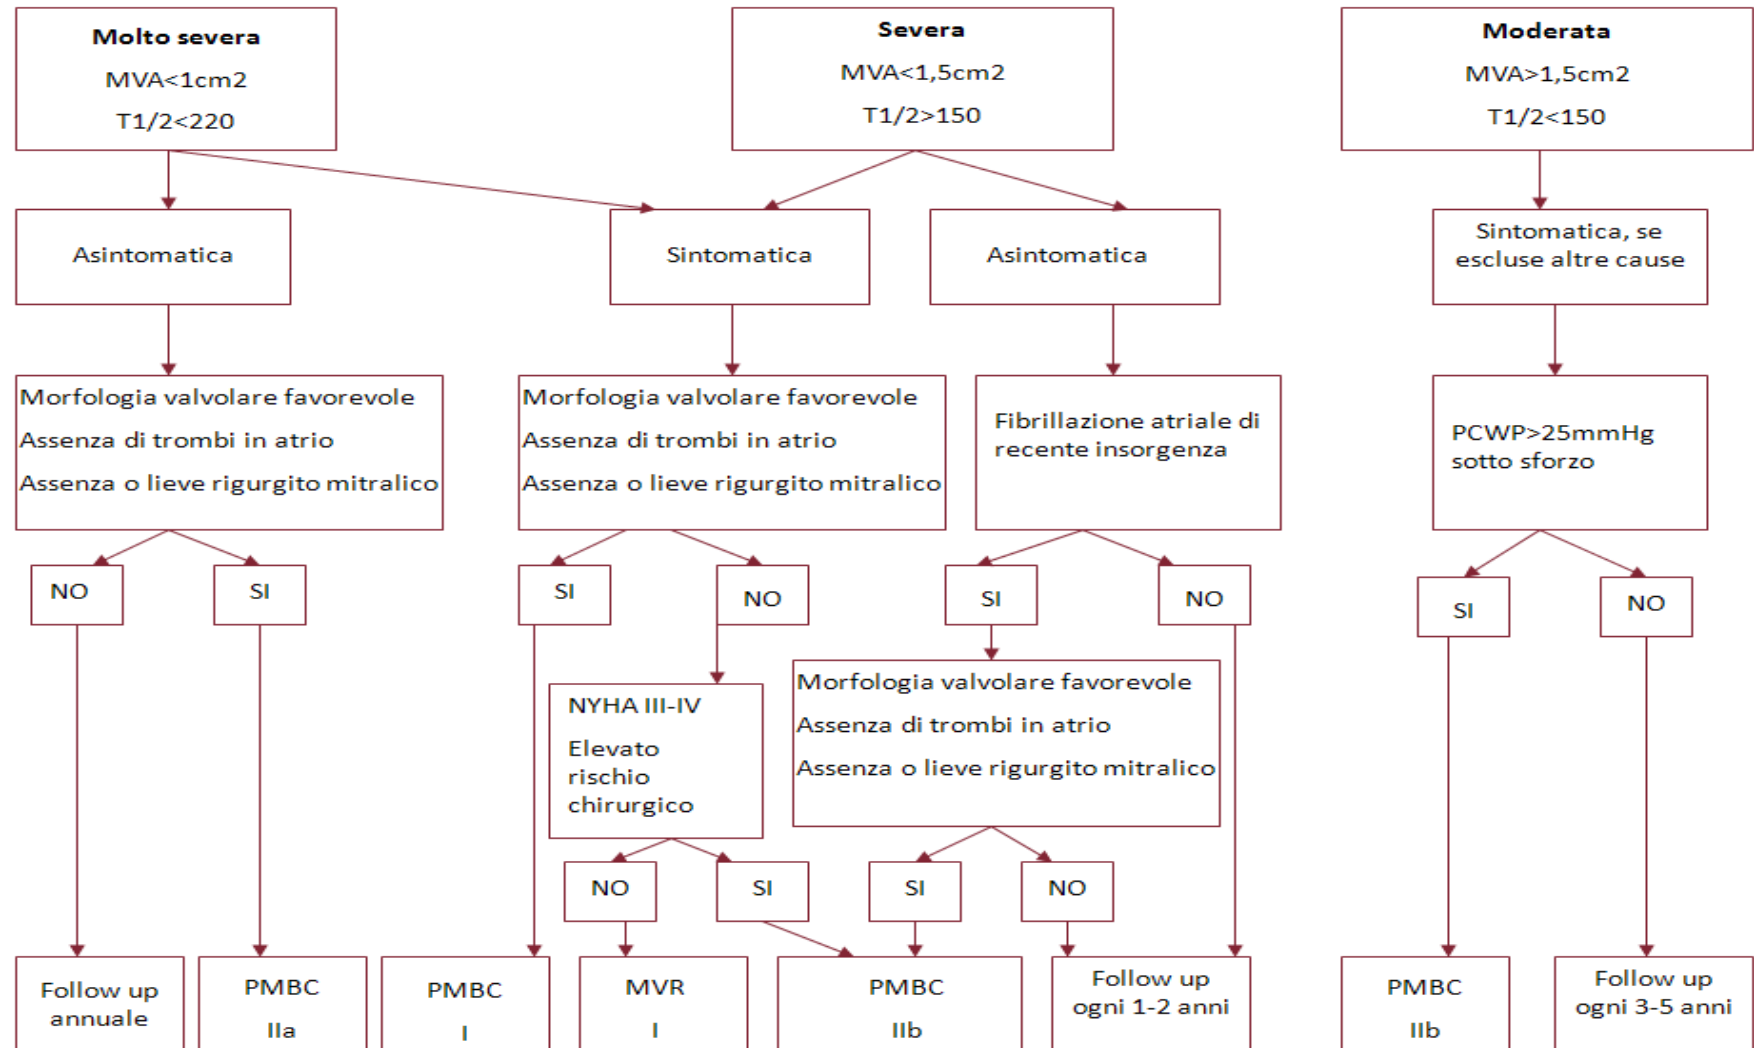 Molto severa
MVA<1cm2
T1/2<220
Severa
MVA<1,5cm2
T1/2>150
Moderata
MVA>1,5cm2
T1/2<150
Asintomatica
Sintomatica
Asintomatica
Sintomatica, se
escluse altre cause
Morfologia valvolare favorevole
Assenza di trombi in atrio
Assenza o lieve rigurgito mitralico
Morfologia valvolare favorevole
Assenza di trombi in atrio
Assenza o lieve rigurgito mitralico
Fibrillazione atriale di
recente insorgenza
PCWP>25mmHg
sotto sforzo
NO
SI
SI
NO
SI
NO
SI
NO
NYHA III-IV
Elevato
rischio
chirurgico
Morfologia valvolare favorevole
Assenza di trombi in atrio
Assenza o lieve rigurgito mitralico
NO
SI
SI
NO
Follow up
annuale
PMBC
IIa
PMBC
I
MVR
I
PMBC
IIb
Follow up
ogni 1-2 anni
PMBC
IIb
Follow up
ogni 3-5 anni